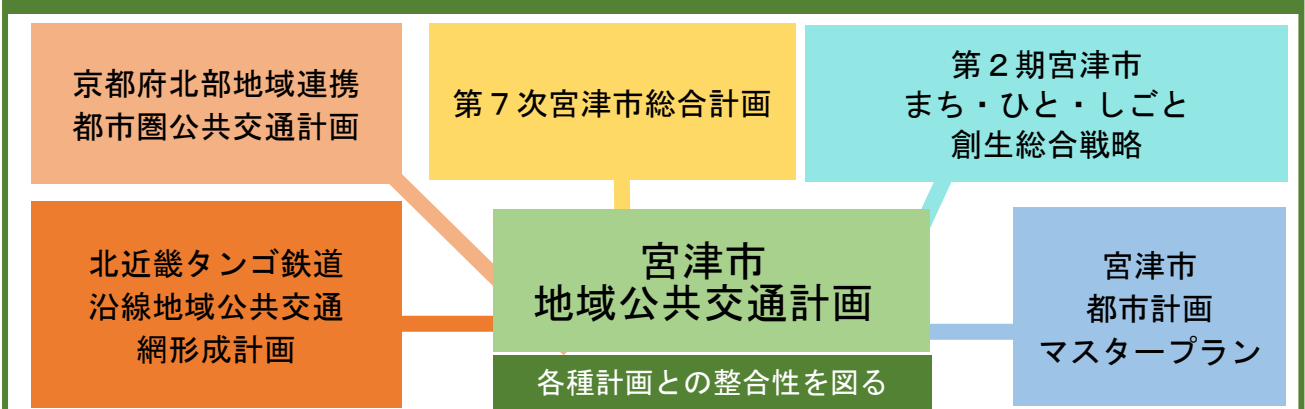 京都府北部地域連携
都市圏公共交通計画
第７次宮津市総合計画
第２期宮津市
まち・ひと・しごと
創生総合戦略
北近畿タンゴ鉄道
沿線地域公共交通
網形成計画
宮津市
地域公共交通計画
各種計画との整合性を図る
宮津市
都市計画
マスタープラン